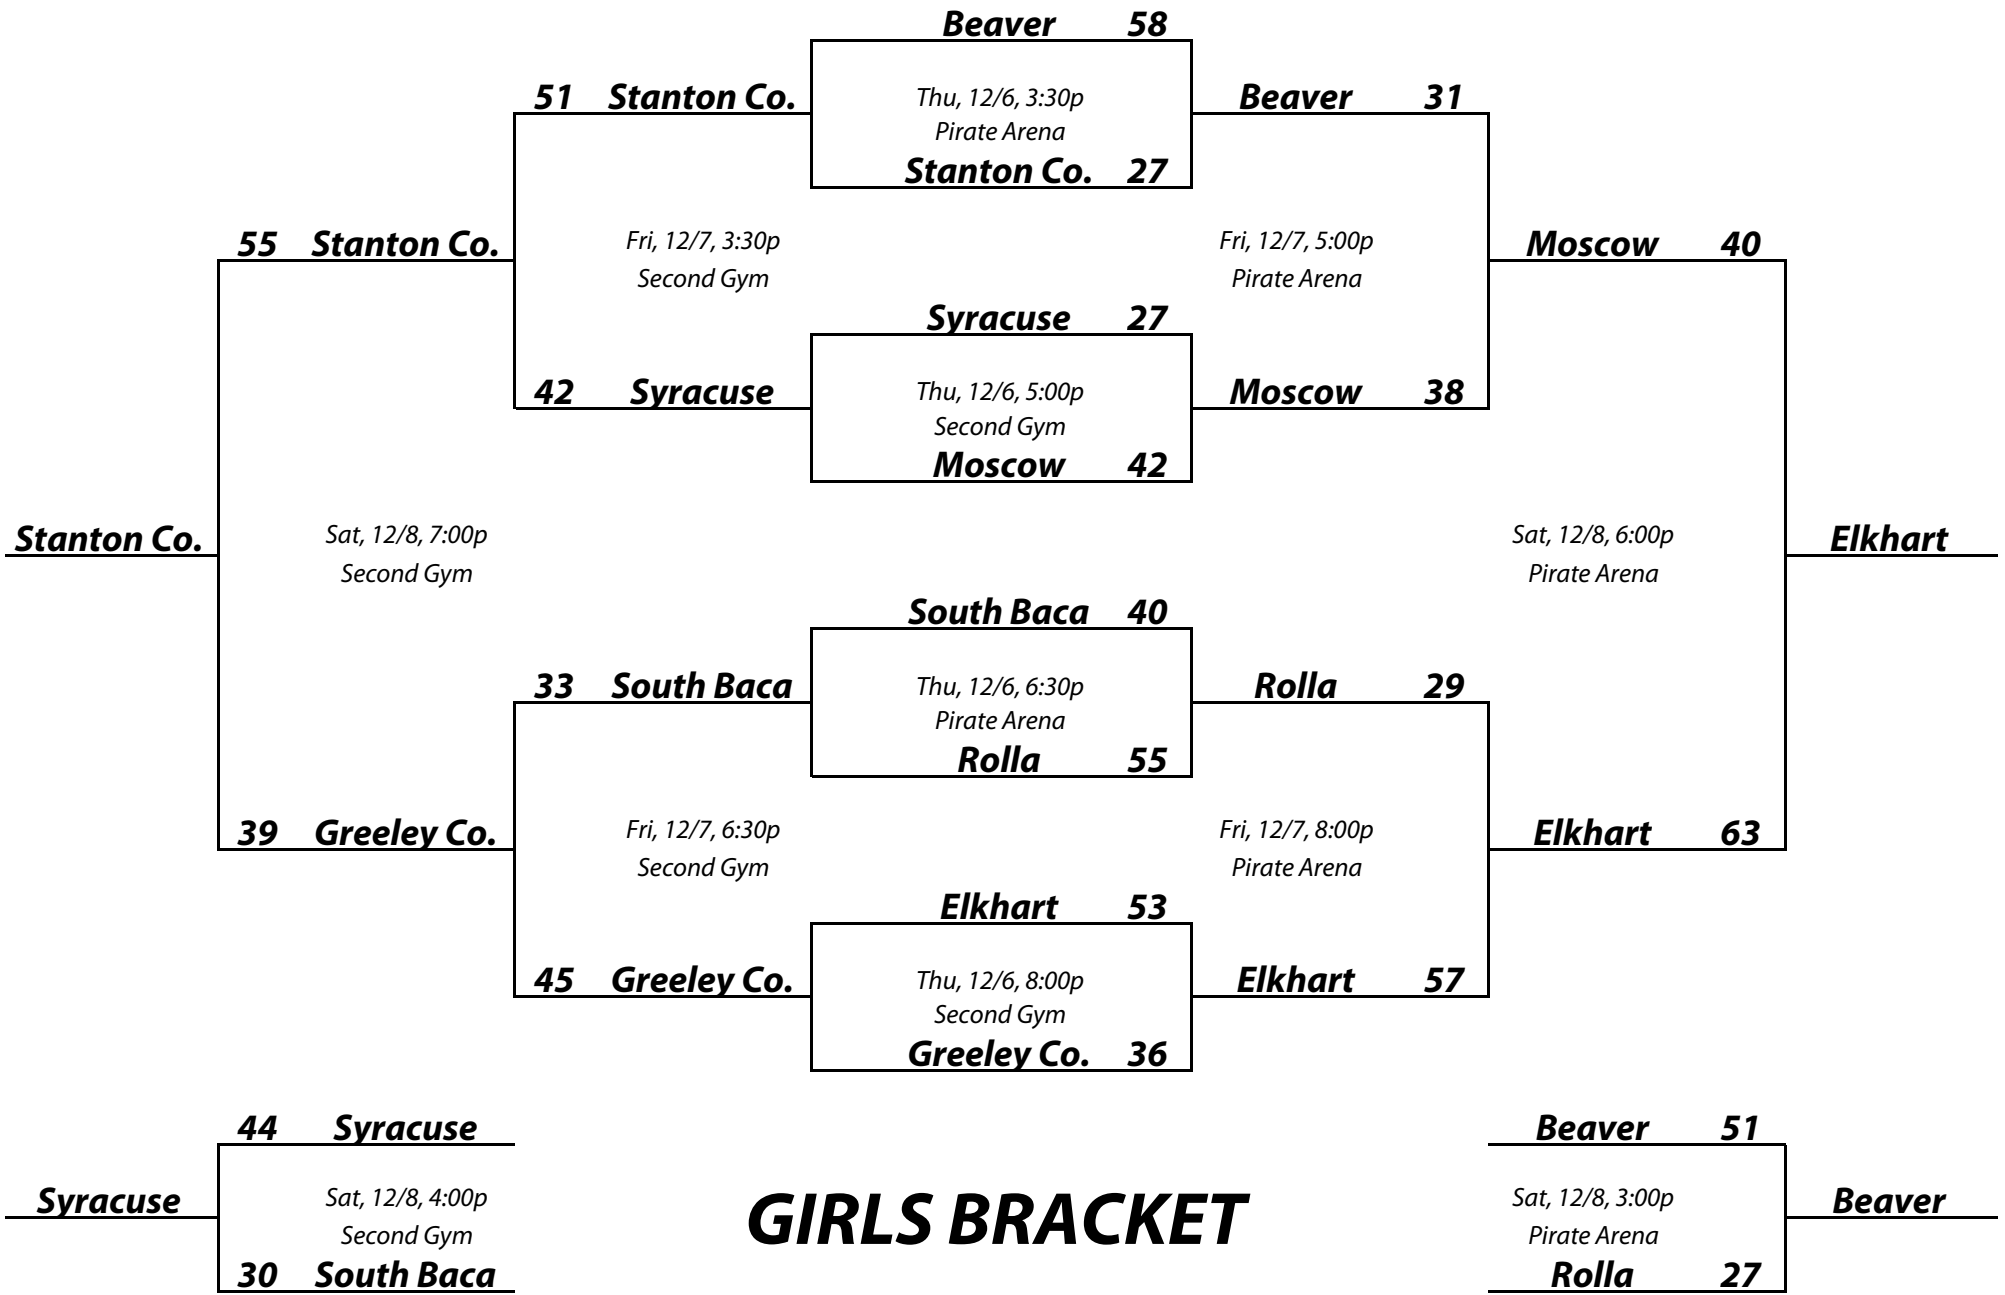 Beaver 58
51 Stanton Co. Thu, 12/6, 3:30p Beaver 31
Pirate Arena
Stanton Co. 27
55 Stanton Co. Fri, 12/7, 3:30p Fri, 12/7, 5:00p Moscow 40
Second Gym Pirate Arena
Syracuse 27
42 Syracuse Thu, 12/6, 5:00p Moscow 38
Second Gym
Moscow 42
Stanton Co. Sat, 12/8, 7:00p Sat, 12/8, 6:00p Elkhart
Second Gym Pirate Arena
South Baca 40
33 South Baca Thu, 12/6, 6:30p Rolla 29
Pirate Arena
Rolla 55
39 Greeley Co. Fri, 12/7, 6:30p Fri, 12/7, 8:00p Elkhart 63
Second Gym Pirate Arena
Elkhart 53
45 Greeley Co. Thu, 12/6, 8:00p Elkhart 57
Second Gym
Greeley Co. 36
44 Syracuse Beaver 51
Syracuse Sat, 12/8, 4:00p GIRLS BRACKET Sat, 12/8, 3:00p Beaver
Second Gym Pirate Arena
30 South Baca Rolla 27